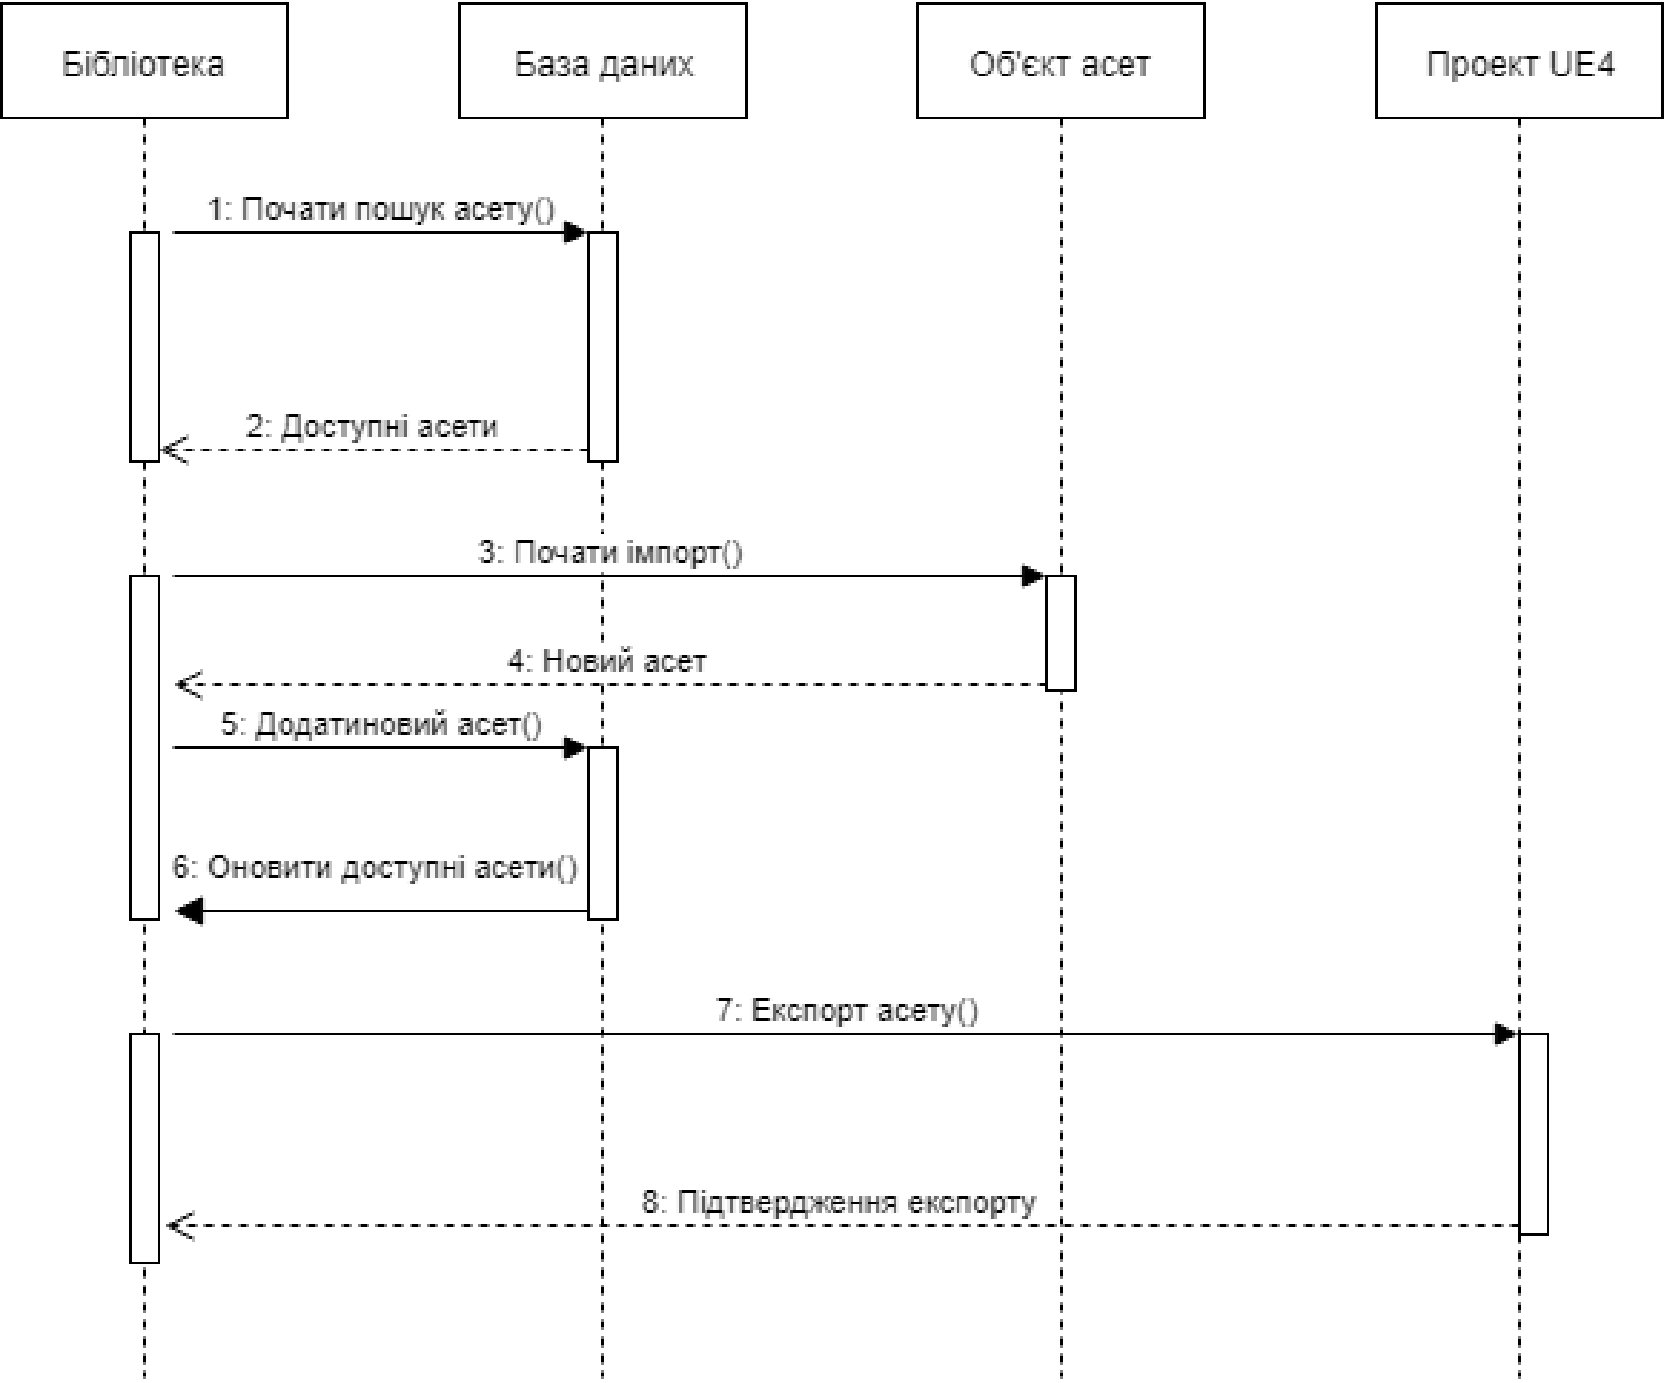 Бібліотека
База даних
Об'єкт асет
Проект UE4
1: Почати пошук асету()
2: Доступні асети
3: Почати імпорт()
4: Новий асет
5: Додатиновий асет()
6: Оновити доступні асети()
7: Експорт асету()
8: Підтвердження експорту